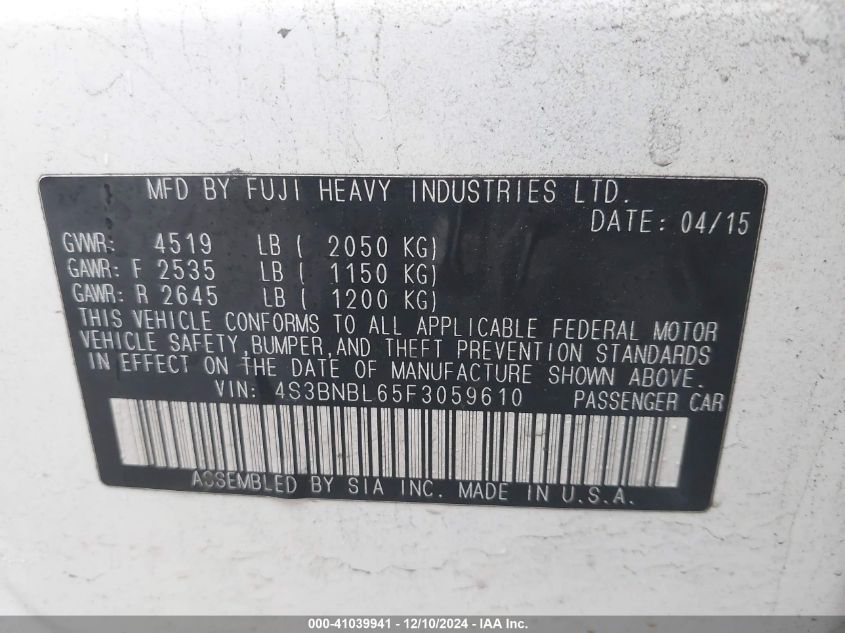 MFD BY FUJI HEAVY INDUSTRIES LTD.
DATE: 04/15
GVWR: 4519 LB ( 2050 KG)
GAWR: F 2535 LB ( 1150 KG)
GAWR: R 2645 LB ( 1200 KG)
THIS VEHICLE CONFORMS TO ALL APPLICABLE FEDERAL MOTOR
VEHICLE SAFETY, BUMPER, AND THEFT PREVENTION STANDARDS
IN EFFECT ON THE DATE OF MANUFACTURE SHOWN ABOVE.
VIN: 4S3BNBL65F3059610 PASSENGER CAR
ASSEMBLED BY SIA INC. MADE IN U.S.A.
000-41039941 - 12/10/2024 - IAA Inc.